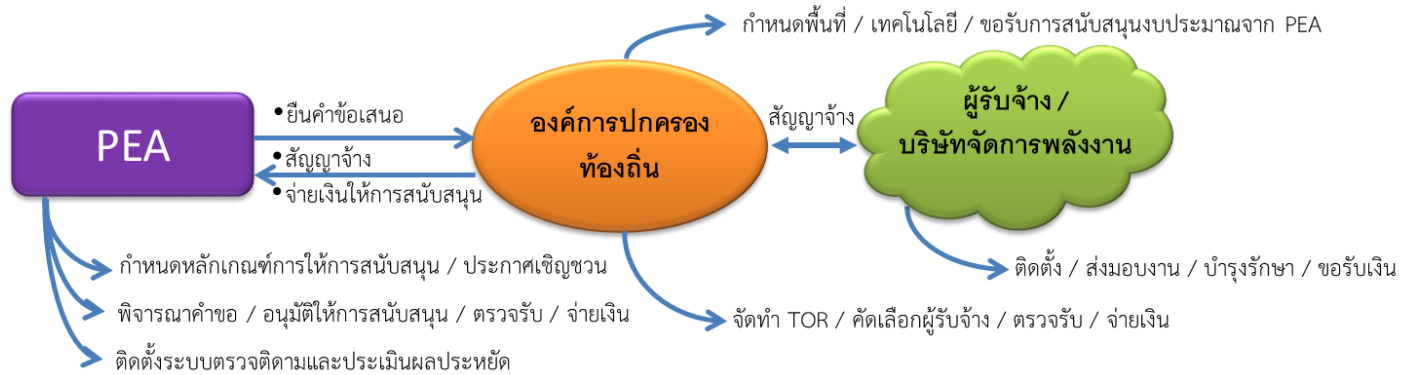 กำหนดพื้นที่ / เทคโนโลยี / ขอรับการสนับสนุนงบประมาณจาก PEA
PEA
•ยืนคำข้อเสนอ
•สัญญาจ้าง
•จ่ายเงินให้การสนับสนุน
องค์การปกครอง
ท้องถิ่น
สัญญาจ้าง
ผู้รับจ้าง /
บริษัทจัดการพลังงาน
กำหนดหลักเกณฑ์การให้การสนับสนุน / ประกาศเชิญชวน
พิจารณาคำขอ / อนุมัติให้การสนับสนุน / ตรวจรับ / จ่ายเงิน
ติดตั้งระบบตรวจติดามและประเมินผลประหยัด
จัดทำ TOR / คัดเลือกผู้รับจ้าง / ตรวจรับ / จ่ายเงิน
ติดตั้ง / ส่งมอบงาน / บำรุงรักษา / ขอรับเงิน